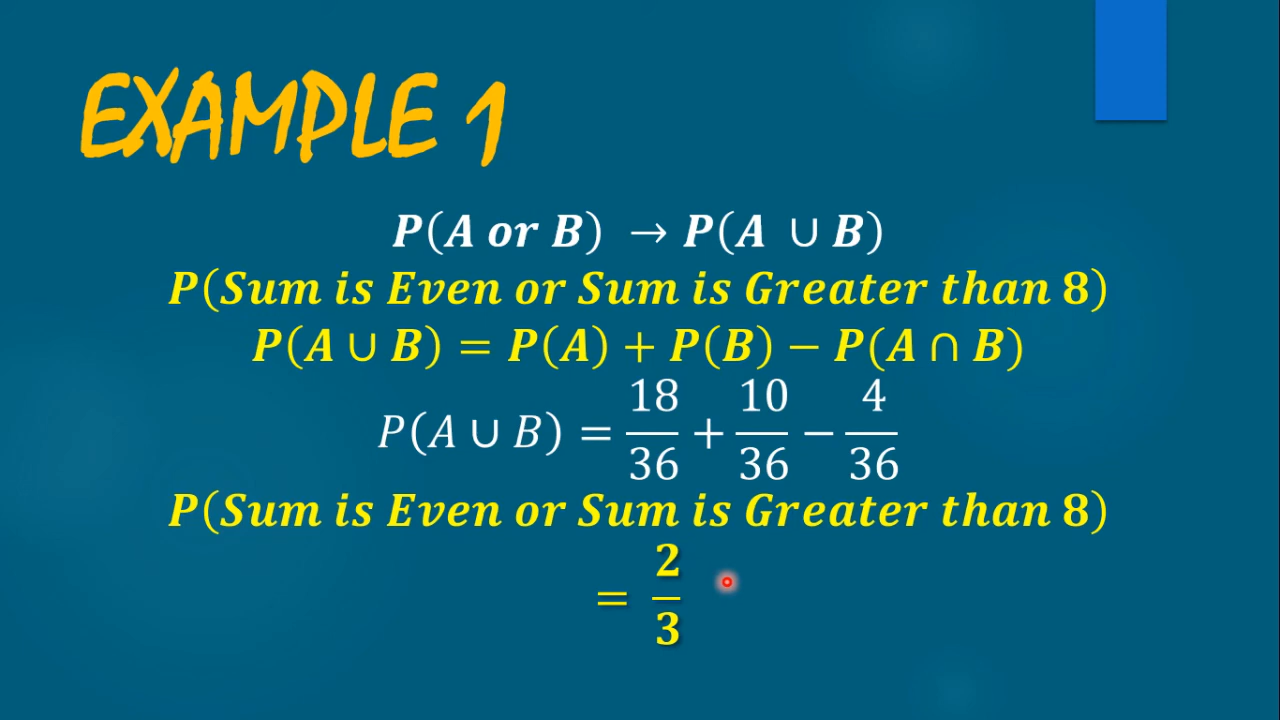 EXAMPLE 1
P(A or B) → P(A ∪ B)
P(Sum is Even or Sum is Greater than 8)
P(A ∪ B) = P(A) + P(B) − P(A ∩ B)
P(A ∪ B) = 18/36 + 10/36 − 4/36
P(Sum is Even or Sum is Greater than 8)
= 2/3